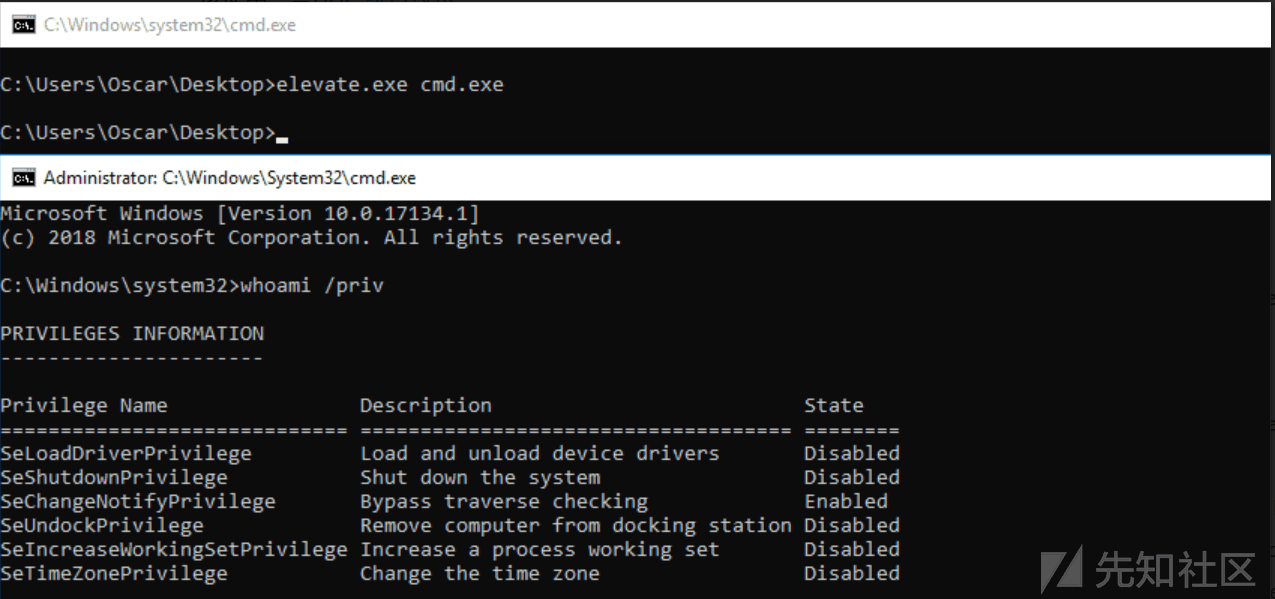 C:\Windows\system32\cmd.exe
C:\Users\Oscar\Desktop>elevate.exe cmd.exe
C:\Users\Oscar\Desktop>
Administrator: C:\Windows\System32\cmd.exe
Microsoft Windows [Version 10.0.17134.1]
(c) 2018 Microsoft Corporation. All rights reserved.
C:\Windows\system32>whoami /priv
PRIVILEGES INFORMATION
----------------------
Privilege Name                Description                          State
============================= ==================================== ========
SeLoadDriverPrivilege         Load and unload device drivers       Disabled
SeShutdownPrivilege           Shut down the system                 Disabled
SeChangeNotifyPrivilege       Bypass traverse checking             Enabled
SeUndockPrivilege             Remove computer from docking station Disabled
SeIncreaseWorkingSetPrivilege Increase a process working set       Disabled
SeTimeZonePrivilege           Change the time zone                 Disabled
先知社区